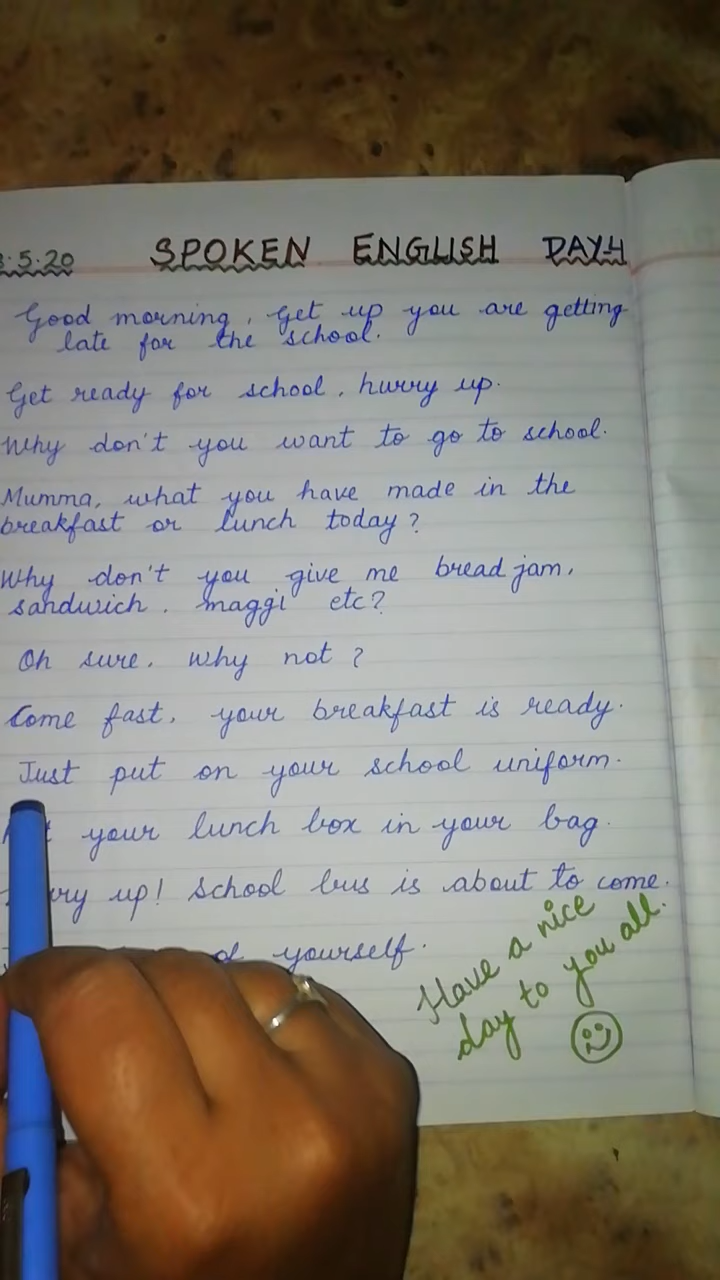 .5.20 SPOKEN ENGLISH DAY-4
Good morning, Get up you are getting
late for the school.
Get ready for school, hurry up.
Why don't you want to go to school.
Mumma, what you have made in the
breakfast or lunch today?
Why don't you give me bread jam,
sandwich, maggi etc?
Oh sure, why not?
Come fast, your breakfast is ready.
Just put on your school uniform.
your lunch box in your bag.
up! School bus is about to come.
yourself.
Have a nice
day to you all.